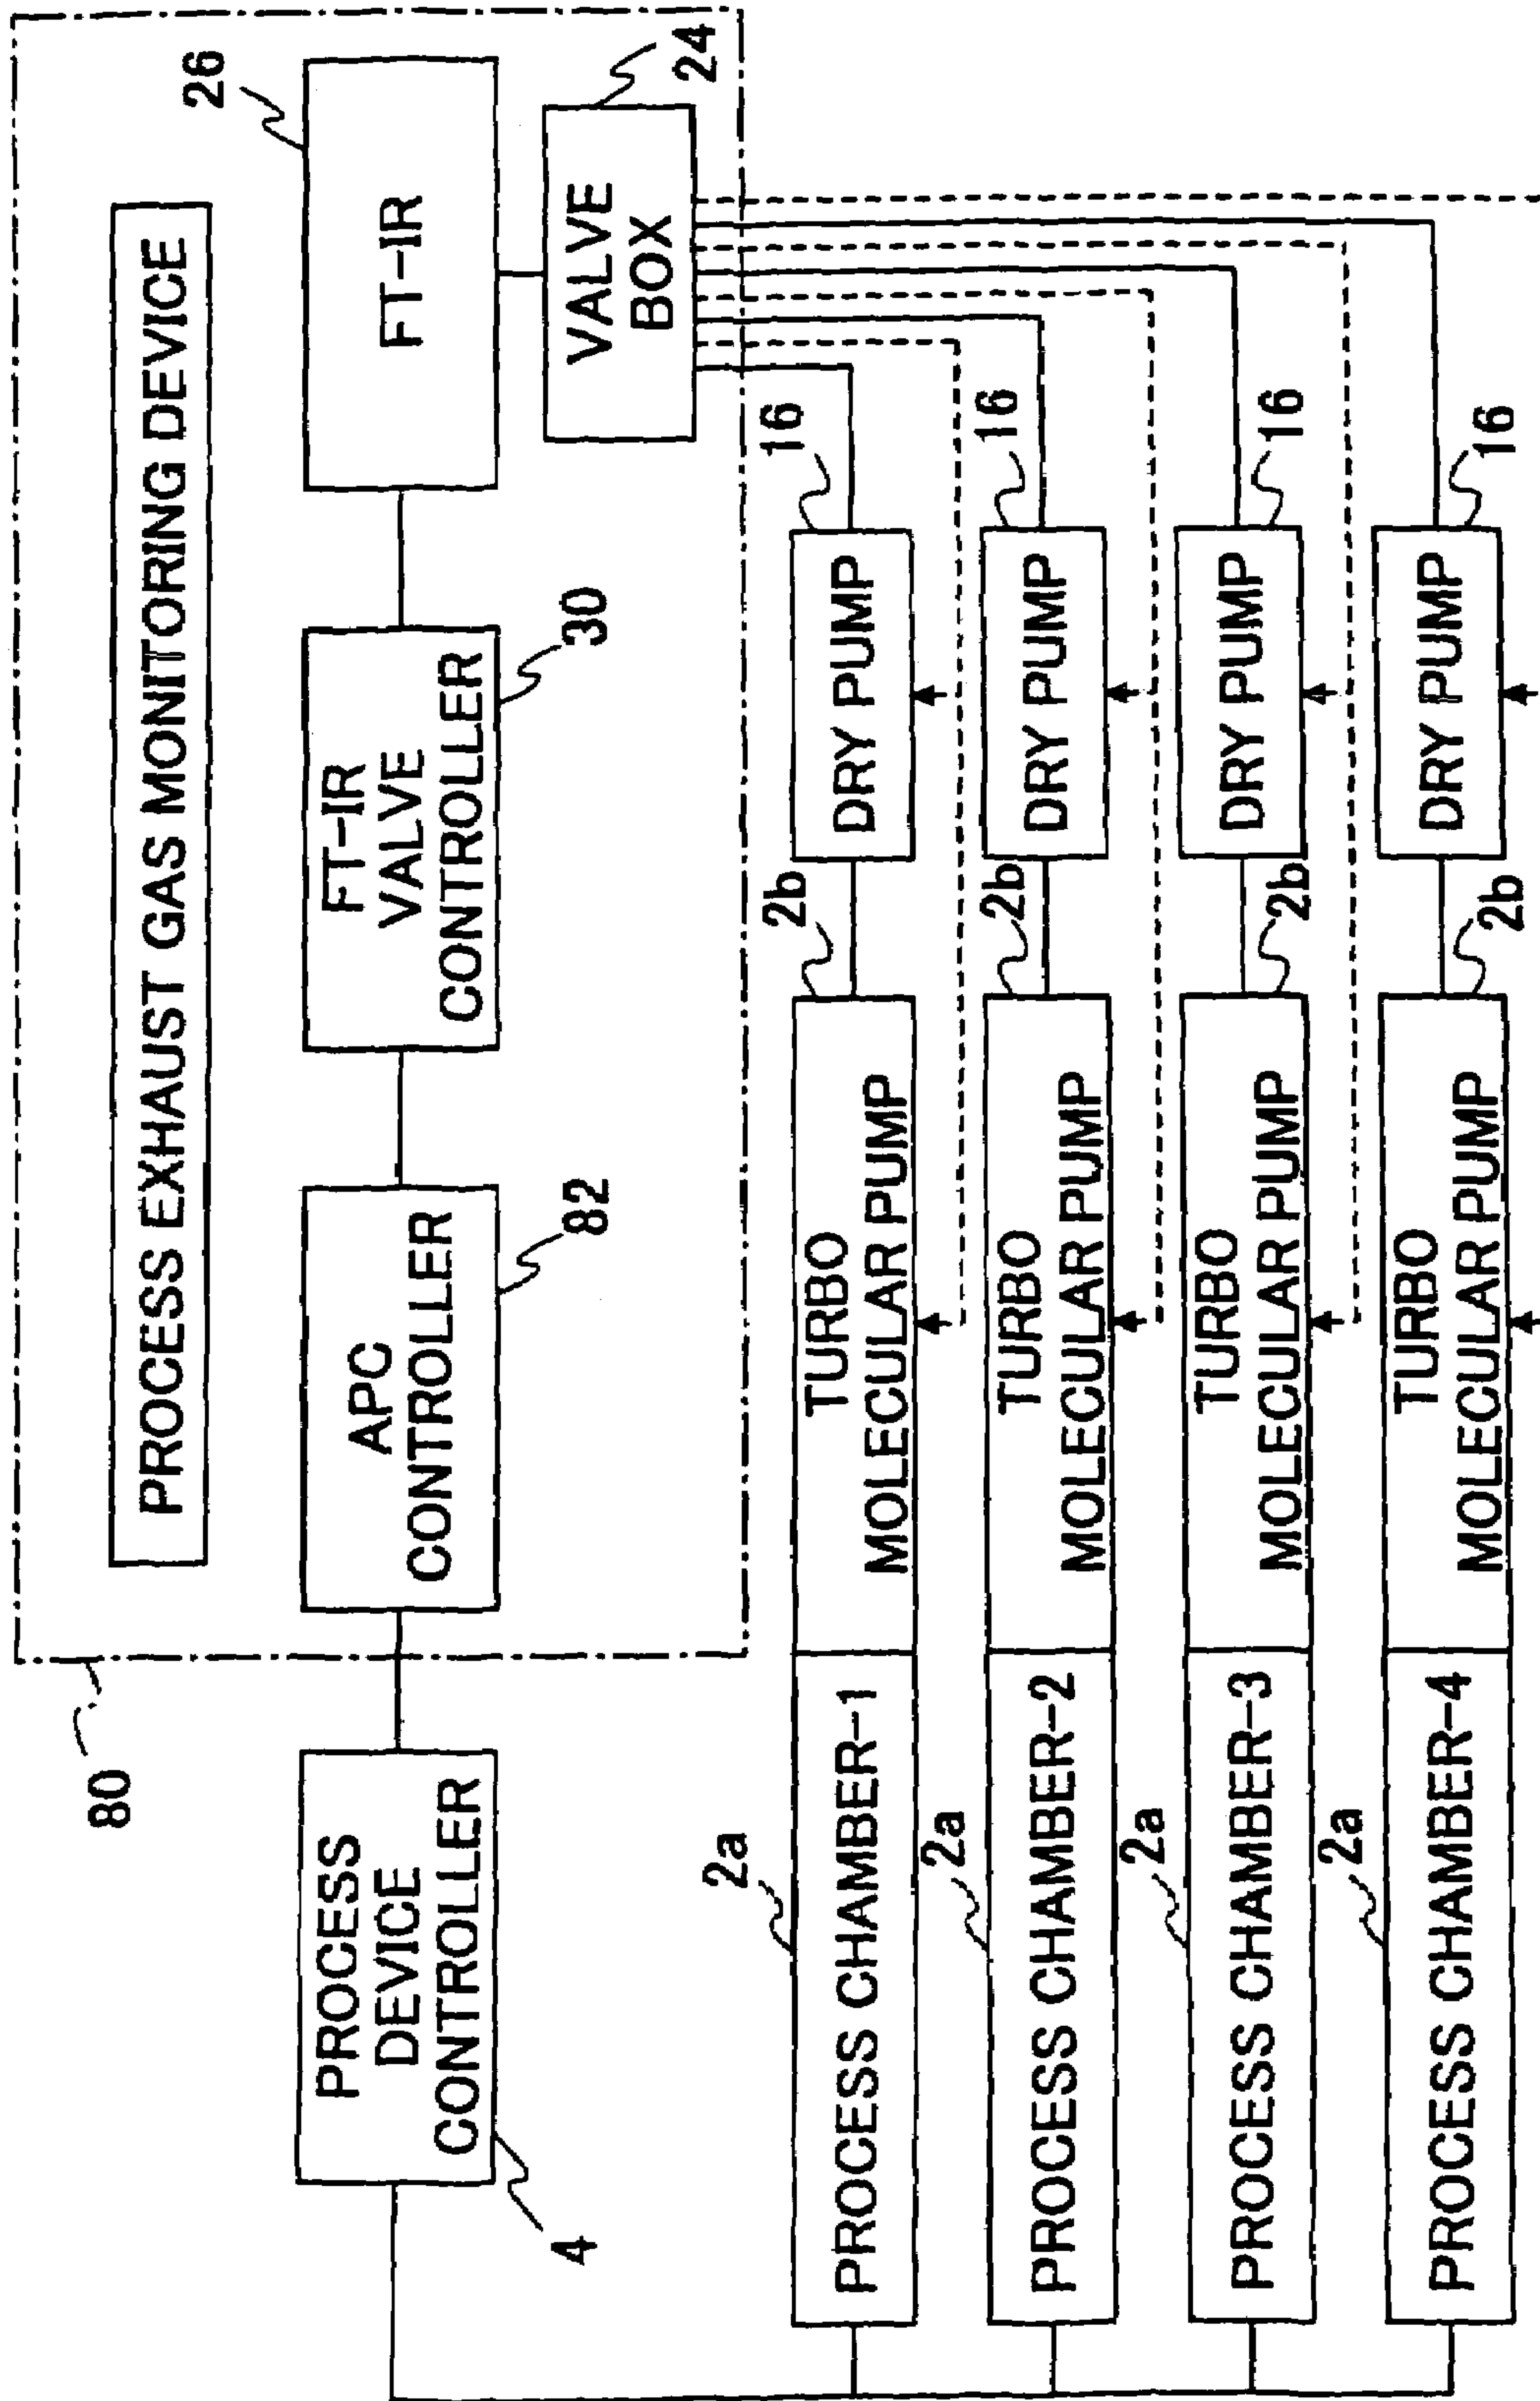 80
PROCESS EXHAUST GAS MONITORING DEVICE
26
PROCESS
DEVICE
CONTROLLER
4
APC
CONTROLLER
82
FT-IR
VALVE
CONTROLLER
30
FT-IR
VALVE
BOX
24
2a
PROCESS CHAMBER-1
TURBO
MOLECULAR PUMP
2b
DRY PUMP
16
2a
PROCESS CHAMBER-2
TURBO
MOLECULAR PUMP
2b
DRY PUMP
16
2a
PROCESS CHAMBER-3
TURBO
MOLECULAR PUMP
2b
DRY PUMP
16
2a
PROCESS CHAMBER-4
TURBO
MOLECULAR PUMP
2b
DRY PUMP
16